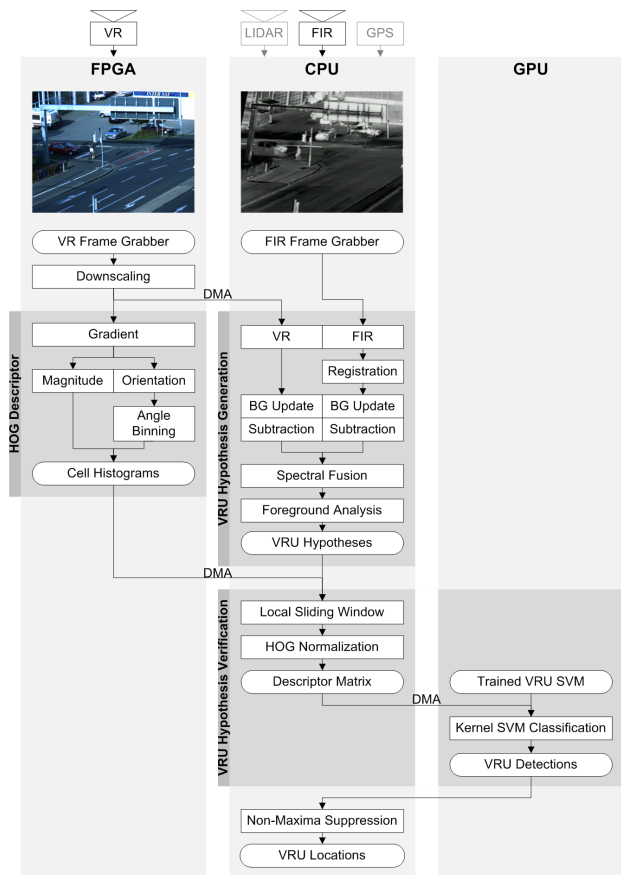 VR
LIDAR
FIR
GPS
FPGA
CPU
GPU
VR Frame Grabber
FIR Frame Grabber
Downscaling
DMA
HOG Descriptor
Gradient
Magnitude
Orientation
Angle
Binning
Cell Histograms
VRU Hypothesis Generation
VR
FIR
Registration
BG Update
BG Update
Subtraction
Subtraction
Spectral Fusion
Foreground Analysis
VRU Hypotheses
DMA
VRU Hypothesis Verification
Local Sliding Window
HOG Normalization
Descriptor Matrix
Trained VRU SVM
DMA
Kernel SVM Classification
VRU Detections
Non-Maxima Suppression
VRU Locations